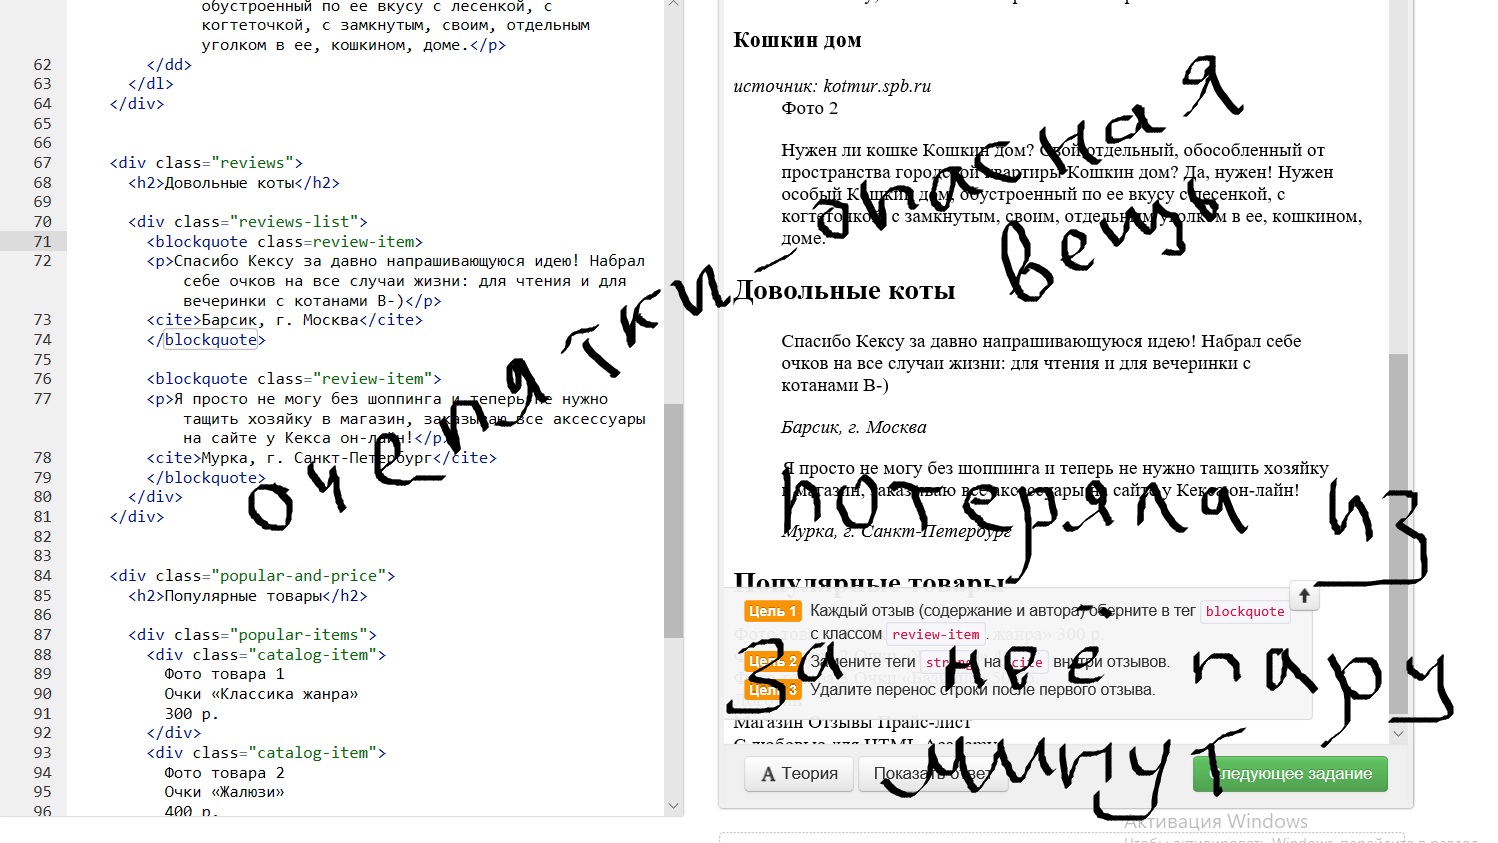 обустроенный по ее вкусу с лесенкой, с
когтеточкой, с замкнутым, своим, отдельным
уголком в ее, кошкином, доме.</p>
62 </dd>
63 </dl>
64 </div>
65
66
67 <div class="reviews">
68 <h2>Довольные коты</h2>
69
70 <div class="reviews-list">
71 <blockquote class=review-item>
72 <p>Спасибо Кексу за давно напрашивающуюся идею! Набрал
себе очков на все случаи жизни: для чтения и для
вечеринки с котанами B-)</p>
73 <cite>Барсик, г. Москва</cite>
74 </blockquote>
75
76 <blockquote class="review-item">
77 <p>Я просто не могу без шоппинга и теперь не нужно
тащить хозяйку в магазин, заказываю все аксессуары
на сайте у Кекса он-лайн!</p>
78 <cite>Мурка, г. Санкт-Петербург</cite>
79 </blockquote>
80 </div>
81 </div>
82
83
84 <div class="popular-and-price">
85 <h2>Популярные товары</h2>
86
87 <div class="popular-items">
88 <div class="catalog-item">
89 Фото товара 1
90 Очки «Классика жанра»
91 300 р.
92 </div>
93 <div class="catalog-item">
94 Фото товара 2
95 Очки «Жалюзи»
96 400 р.
Кошкин дом
источник: kotmur.spb.ru
Фото 2
Нужен ли кошке Кошкин дом? Свой отдельный, обособленный от
пространства городской квартиры Кошкин дом? Да, нужен! Нужен
особый Кошкин дом, обустроенный по ее вкусу с лесенкой, с
когтеточкой, с замкнутым, своим, отдельным уголком в ее, кошкином,
доме.
Довольные коты
Спасибо Кексу за давно напрашивающуюся идею! Набрал себе
очков на все случаи жизни: для чтения и для вечеринки с
котанами B-)
Барсик, г. Москва
Я просто не могу без шоппинга и теперь не нужно тащить хозяйку
в магазин, заказываю все аксессуары на сайте у Кекса он-лайн!
Мурка, г. Санкт-Петербург
Популярные товары
Цель 1 Каждый отзыв (содержание и автора) оберните в тег blockquote
с классом review-item.
Цель 2 Замените теги strong на cite внутри отзывов.
Цель 3 Удалите перенос строки после первого отзыва.
Магазин Отзывы Прайс-лист
С любовью для HTML Academy
Теория
Показать ответ
Следующее задание
Активация Windows
Чтобы активировать Windows, перейдите в раздел
очепятки - опасная
вещь
потеряла из
за неё пару
минут